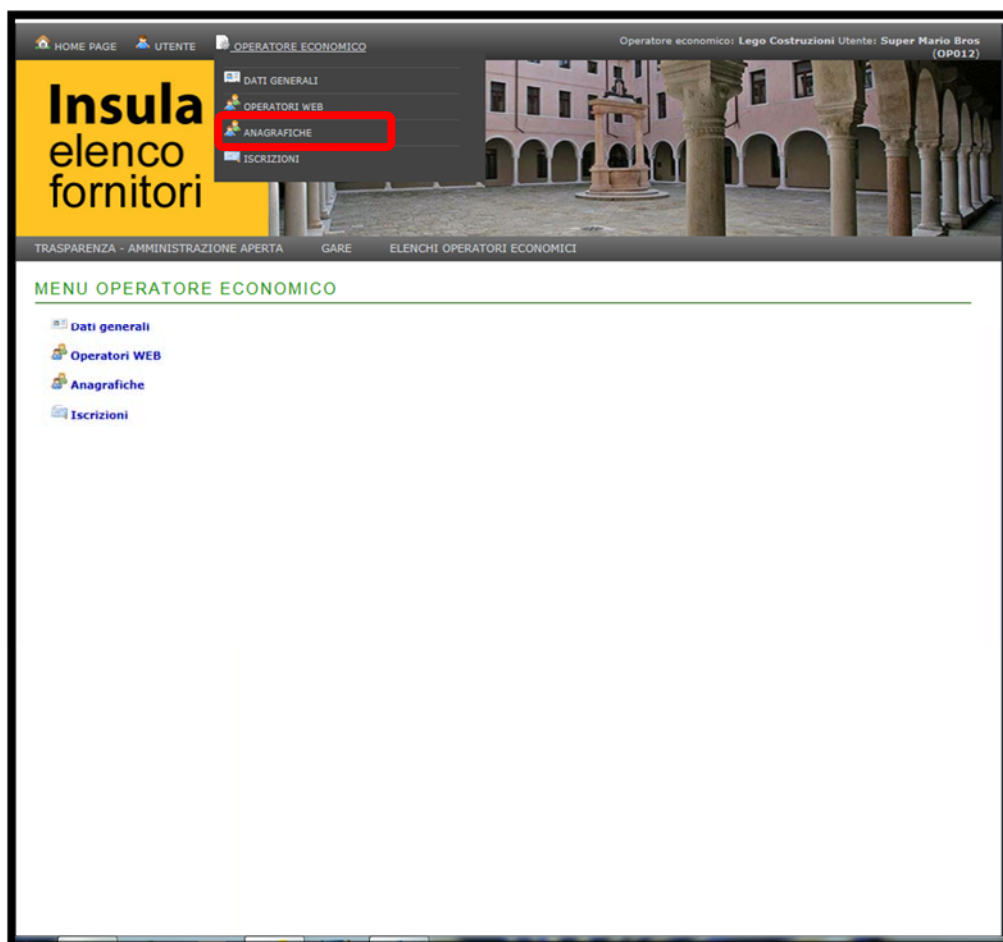 HOME PAGE UTENTE OPERATORE ECONOMICO
Operatore economico: Lego Costruzioni Utente: Super Mario Bros
(OP012)
DATI GENERALI
OPERATORI WEB
ANAGRAFICHE
ISCRIZIONI
Insula
elenco
fornitori
TRASPARENZA - AMMINISTRAZIONE APERTA GARE ELENCHI OPERATORI ECONOMICI
MENU OPERATORE ECONOMICO
Dati generali
Operatori WEB
Anagrafiche
Iscrizioni